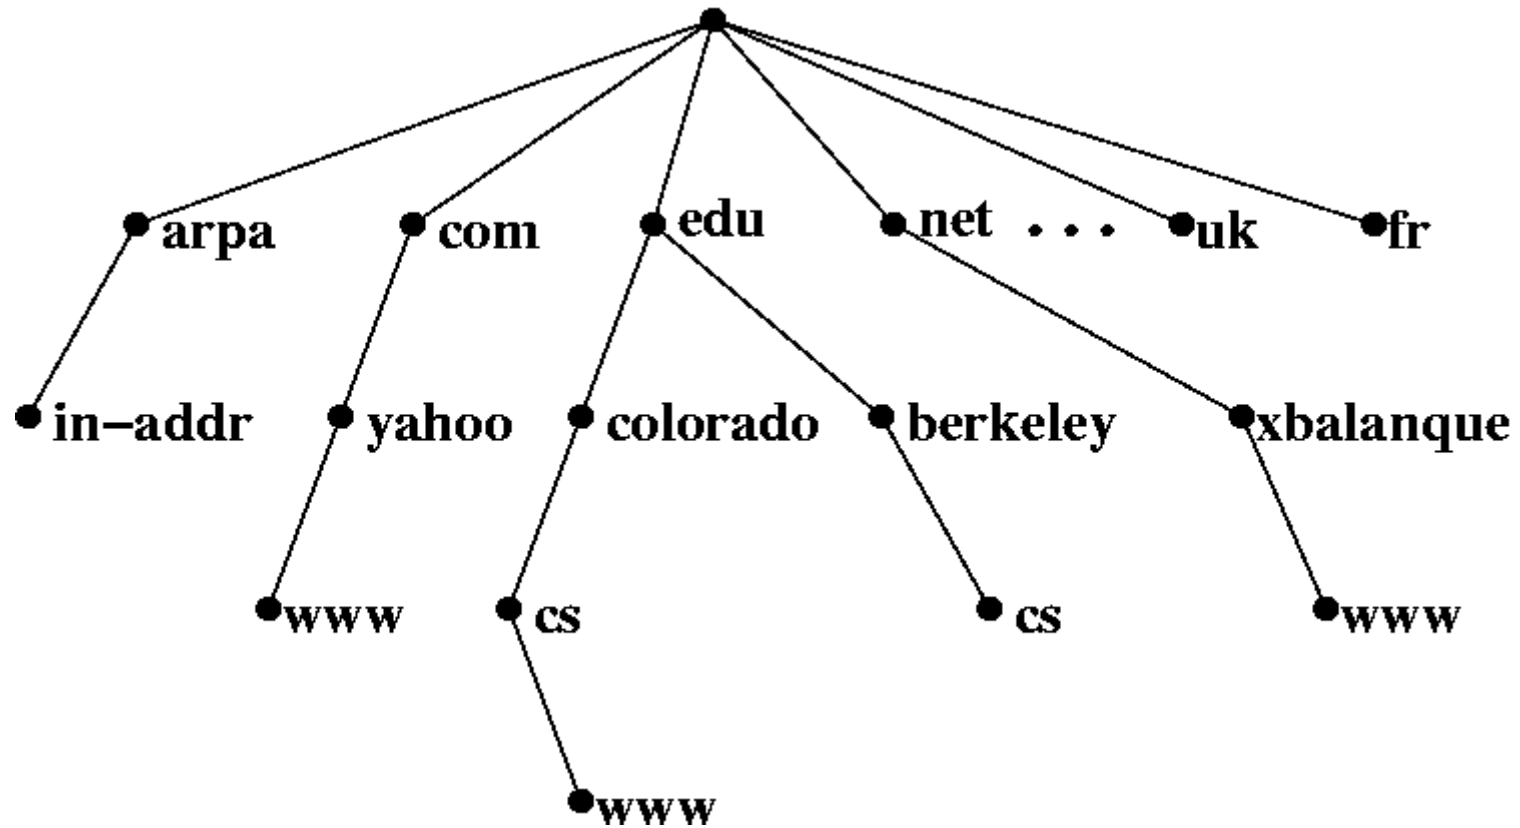 arpa com edu net . . . uk fr
in-addr yahoo colorado berkeley xbalanque
www cs cs www
www